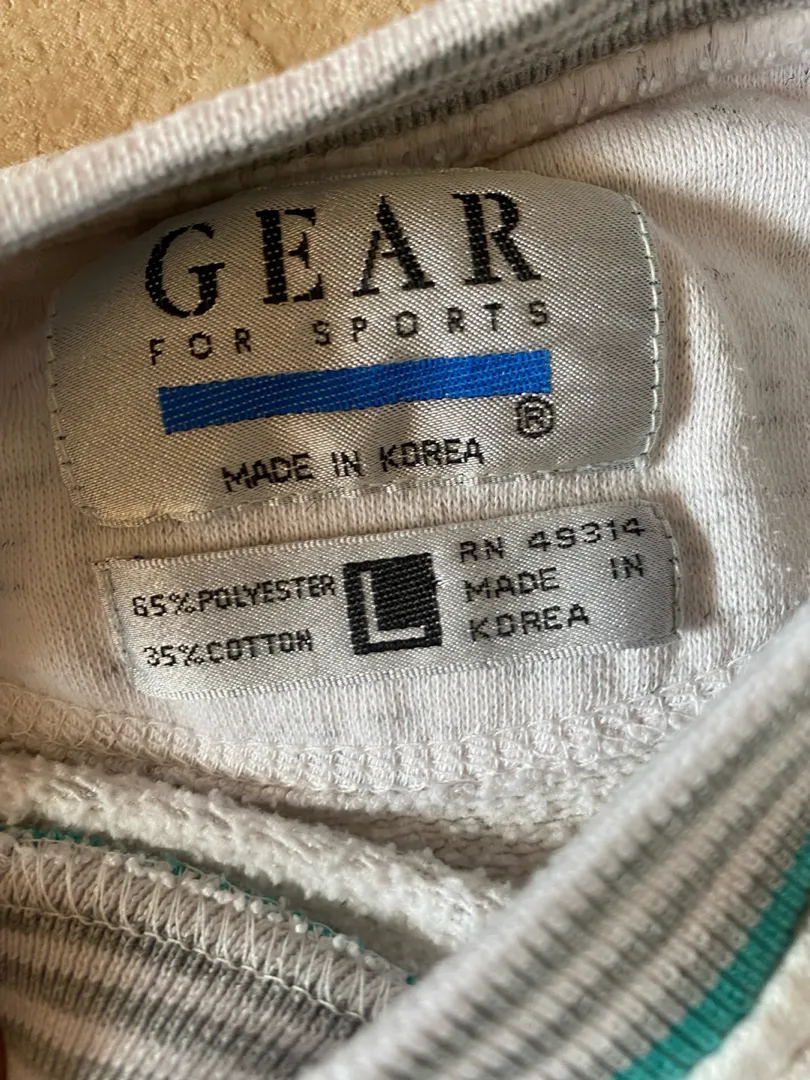 GEAR
FOR SPORTS
®
MADE IN KOREA
65%POLYESTER
35%COTTON
L
RN 49314
MADE IN
KOREA